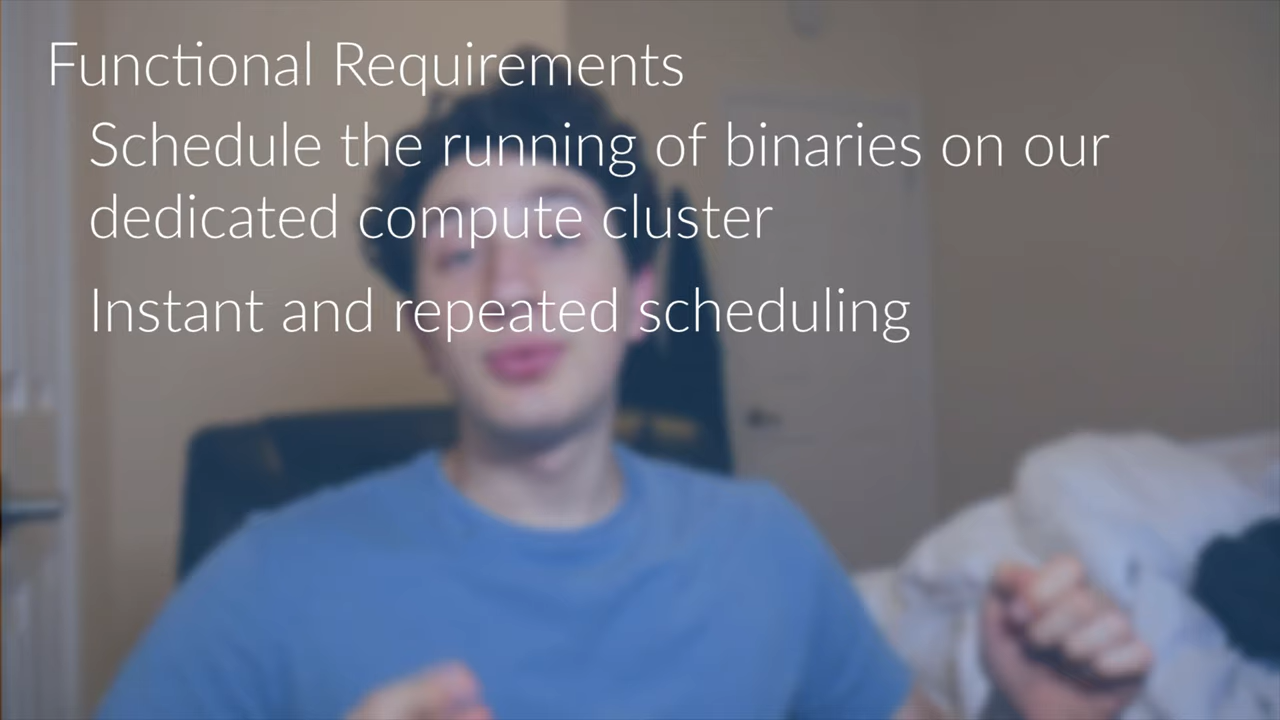 Functional Requirements
Schedule the running of binaries on our
dedicated compute cluster
Instant and repeated scheduling